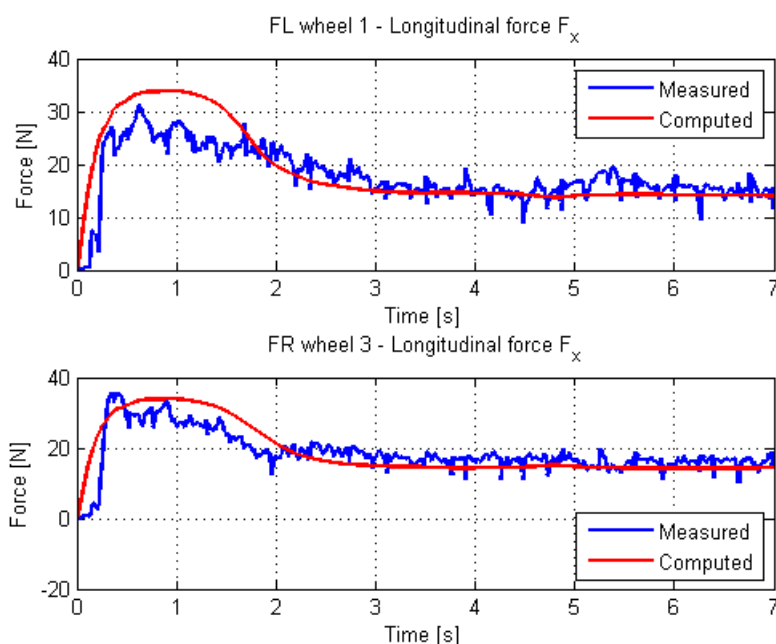 FL wheel 1 - Longitudinal force F_x
40
30
20
10
0
Force [N]
Measured
Computed
0 1 2 3 4 5 6 7
Time [s]
FR wheel 3 - Longitudinal force F_x
40
20
0
-20
Force [N]
Measured
Computed
0 1 2 3 4 5 6 7
Time [s]